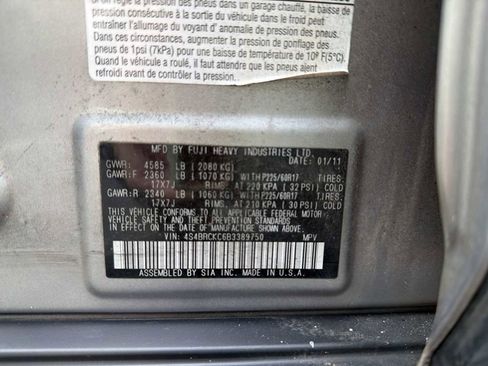 Si on règle la pression des pneus dans un garage chauffé, la baisse de
pression consécutive à la sortie du véhicule dans le froid peut
entraîner l'allumage du voyant d' anomalie de pression des pneus.
Dans ces circonstances, augmenter la pression de gonflage
des pneus de 1psi (7kPa) pour une baisse de température de 10° F(5°C).
Quand le véhicule a roulé, il faut attendre que les pneus aient
refroidi avant de contrôler la pression.
MFD BY FUJI HEAVY INDUSTRIES LTD.
GVWR: 4585 LB (2080 KG) DATE: 01/11
GAWR:F 2360 LB (1070 KG) WITH P225/60R17 TIRES
17X7J RIMS, AT 220 KPA ( 32 PSI) COLD
GAWR:R 2340 LB (1060 KG) WITH P225/60R17 TIRES
17X7J RIMS, AT 210 KPA ( 30 PSI) COLD
THIS VEHICLE CONFORMS TO ALL APPLICABLE FEDERAL MOTOR
VEHICLE SAFETY AND BUMPER STANDARDS IN EFFECT ON THE
DATE OF MANUFACTURE SHOWN ABOVE.
VIN: 4S4BRCKC6B3389750 MPV
ASSEMBLED BY SIA INC. MADE IN U.S.A.